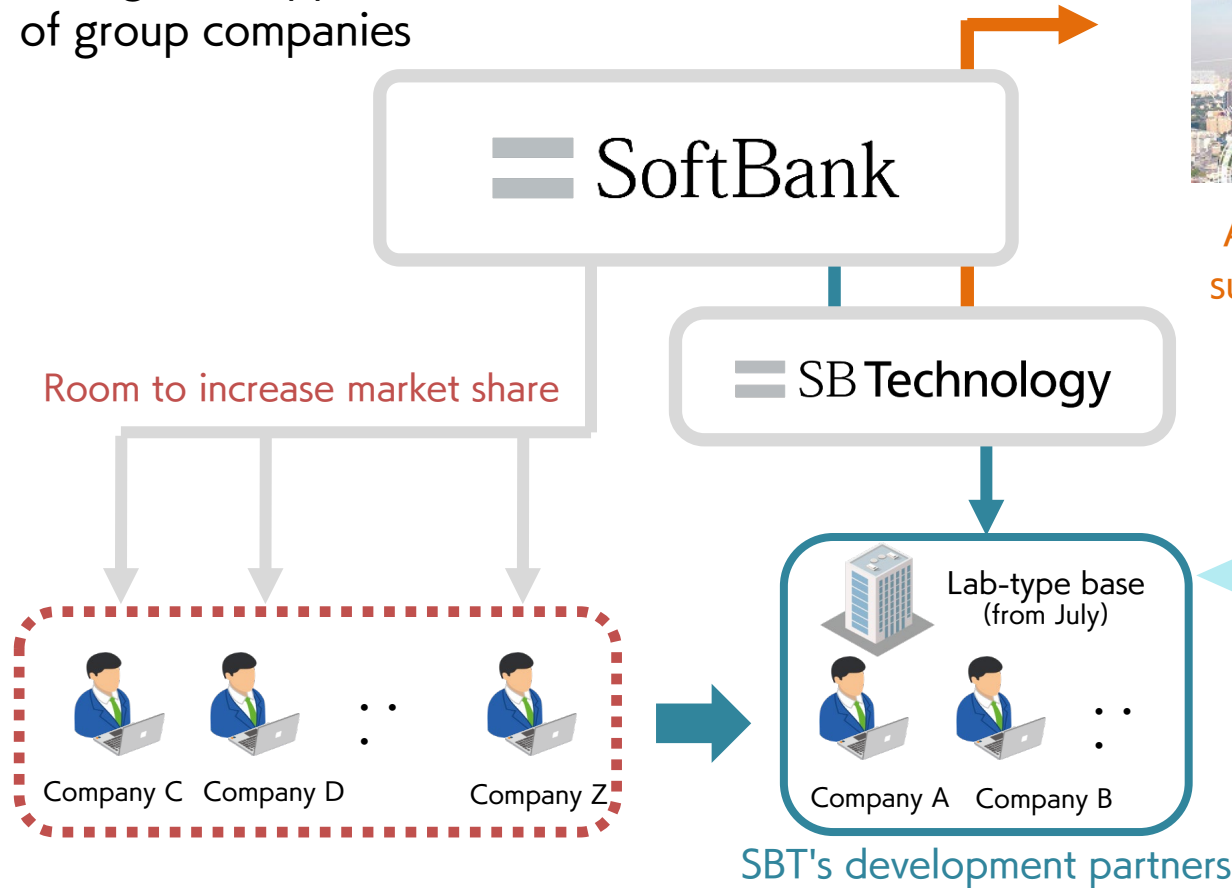 of group companies
SoftBank
SB Technology
Room to increase market share
Lab-type base
(from July)
Company C
Company D
Company Z
Company A
Company B
SBT's development partners